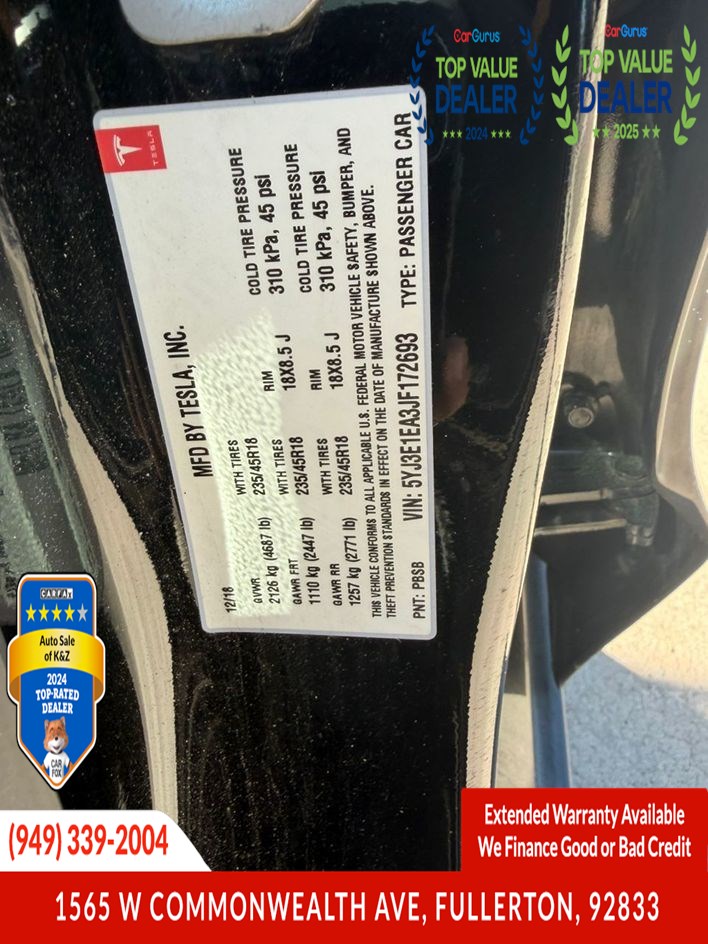 CarGurus
TOP VALUE
DEALER
★★★ 2024 ★★★
CarGurus
TOP VALUE
DEALER
★★ 2025 ★★
TESLA
MFD BY TESLA, INC.
12/18
GVWR WITH TIRES RIM COLD TIRE PRESSURE
2126 kg (4687 lb) 235/45R18 18X8.5 J 310 kPa, 45 psi
GAWR FRT WITH TIRES RIM COLD TIRE PRESSURE
1110 kg (2447 lb) 235/45R18 18X8.5 J 310 kPa, 45 psi
GAWR RR WITH TIRES
1257 kg (2771 lb) 235/45R18
THIS VEHICLE CONFORMS TO ALL APPLICABLE U.S. FEDERAL MOTOR VEHICLE SAFETY, BUMPER, AND
THEFT PREVENTION STANDARDS IN EFFECT ON THE DATE OF MANUFACTURE SHOWN ABOVE.
PNT: PBSB VIN: 5YJ3E1EA3JF172693 TYPE: PASSENGER CAR
CARFAX
Auto Sale
of K&Z
2024
TOP-RATED
DEALER
CAR
FOX
(949) 339-2004
Extended Warranty Available
We Finance Good or Bad Credit
1565 W COMMONWEALTH AVE, FULLERTON, 92833